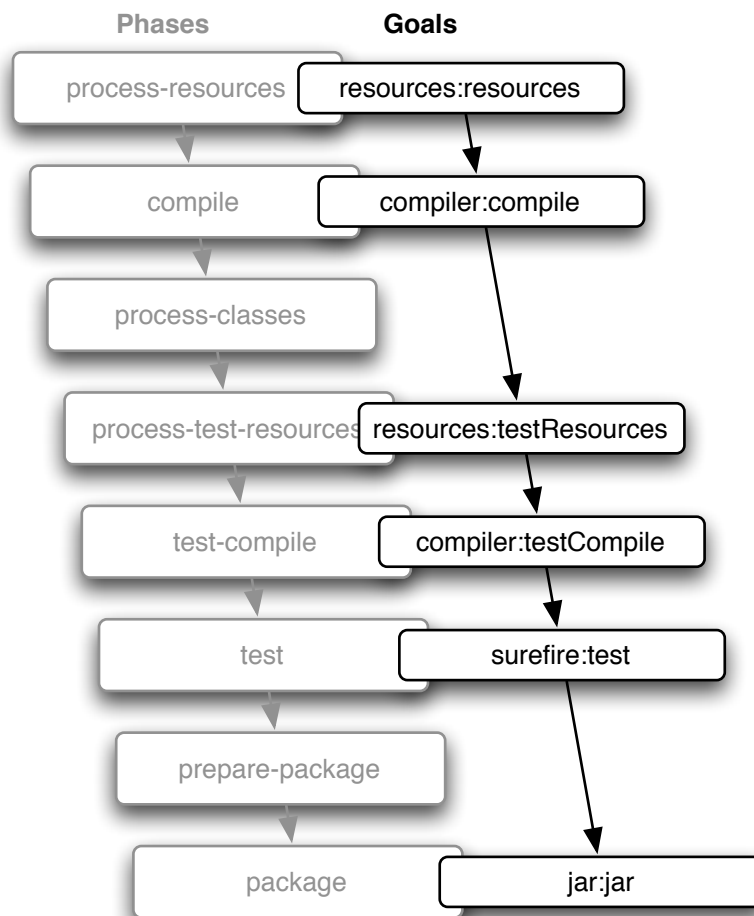 Phases Goals
process-resources resources:resources
compile compiler:compile
process-classes
process-test-resources resources:testResources
test-compile compiler:testCompile
test surefire:test
prepare-package
package jar:jar